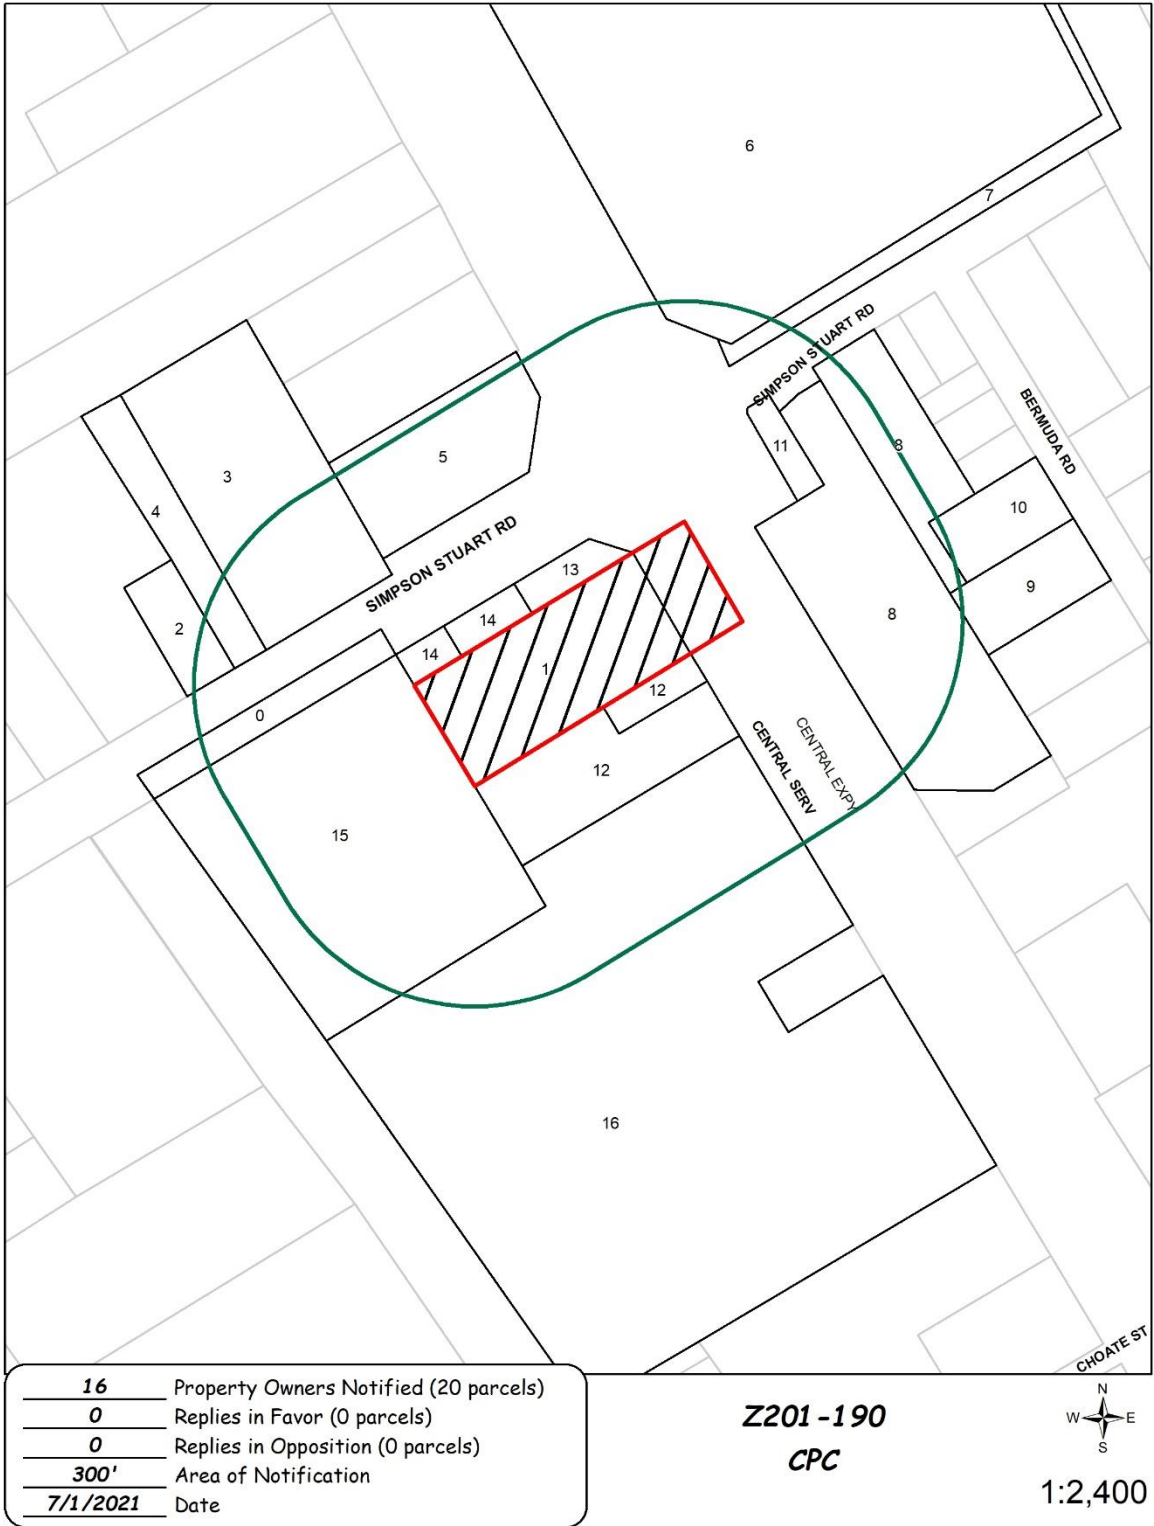 6
7
SIMPSON STUART RD
BERMUDA RD
11
8
5
3
4
10
SIMPSON STUART RD
13
9
14
8
2
14
1
12
0
CENTRAL SERV
CENTRAL EXPY
12
15
16
CHOATE ST
16 Property Owners Notified (20 parcels)
0 Replies in Favor (0 parcels)
0 Replies in Opposition (0 parcels)
300' Area of Notification
7/1/2021 Date
Z201-190
CPC
N
W E
S
1:2,400